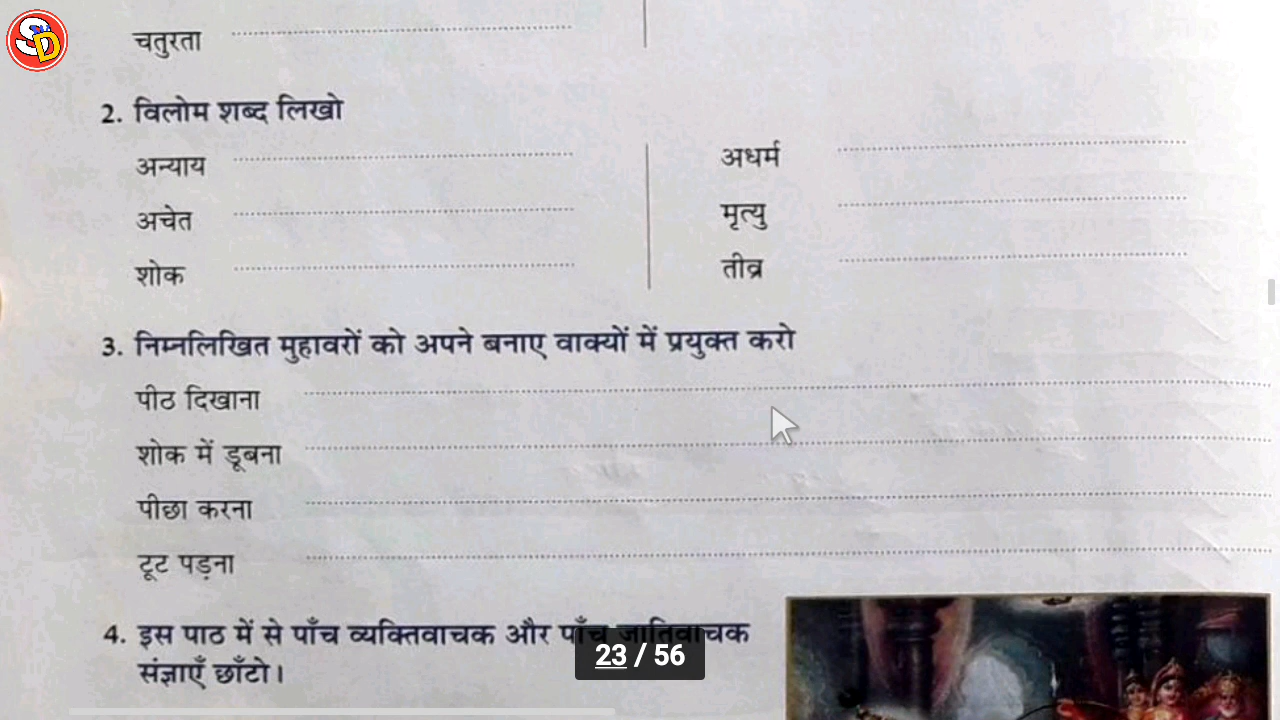 SD
चतुरता
2. विलोम शब्द लिखो
अन्याय
अधर्म
अचेत
मृत्यु
शोक
तीव्र
3. निम्नलिखित मुहावरों को अपने बनाए वाक्यों में प्रयुक्त करो
पीठ दिखाना
शोक में डूबना
पीछा करना
टूट पड़ना
4. इस पाठ में से पाँच व्यक्तिवाचक और पाँच जातिवाचक
संज्ञाएँ छाँटो।
23 / 56